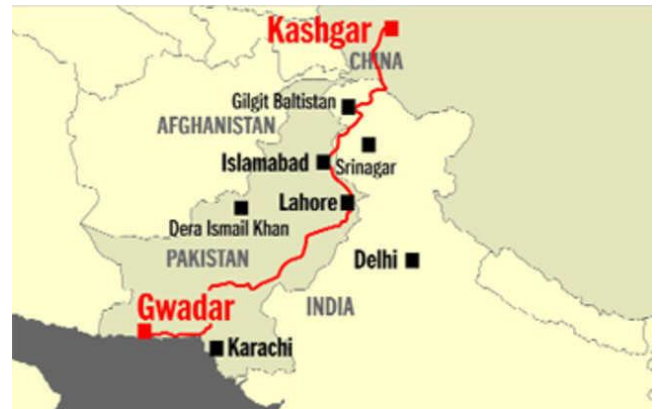 Kashgar
CHINA
Gilgit Baltistan
AFGHANISTAN
Islamabad
Srinagar
Lahore
Dera Ismail Khan
PAKISTAN
Delhi
Gwadar
INDIA
Karachi